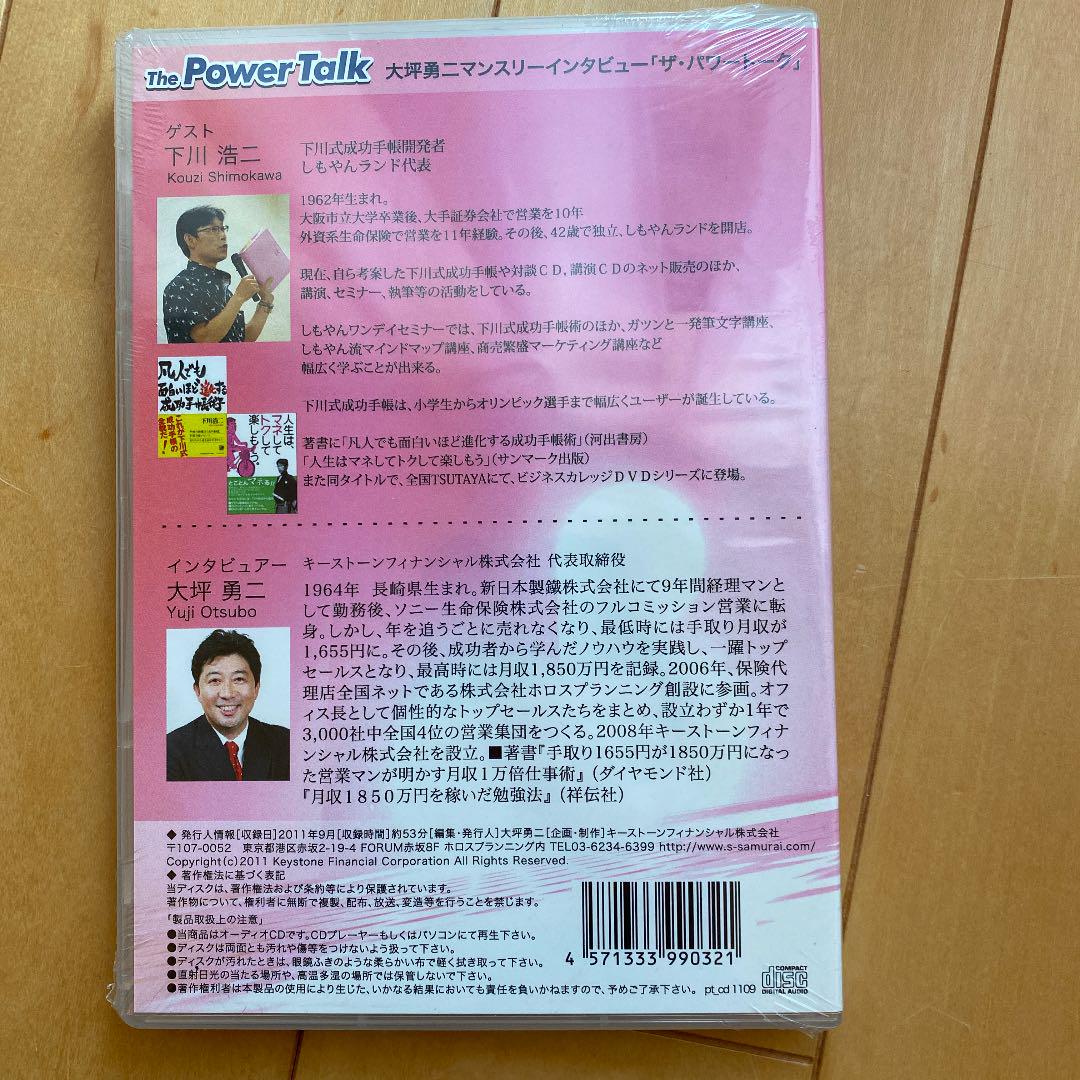 The Power Talk 大坪勇二マンスリーインタビュー「ザ・パワートーク」
ゲスト
下川 浩二
Kouzi Shimokawa
下川式成功手帳開発者
しもやんランド代表
1962年生まれ。
大阪市立大学卒業後、大手証券会社で営業を10年
外資系生命保険で営業を11年経験。その後、42歳で独立、しもやんランドを開店。
現在、自ら考案した下川式成功手帳や対談CD,講演CDのネット販売のほか、
講演、セミナー、執筆等の活動をしている。
しもやんワンデイセミナーでは、下川式成功手帳術のほか、ガツンと一発筆文字講座、
しもやん流マインドマップ講座、商売繁盛マーケティング講座など
幅広く学ぶことが出来る。
下川式成功手帳は、小学生からオリンピック選手まで幅広くユーザーが誕生している。
著書に「凡人でも面白いほど進化する成功手帳術」(河出書房)
「人生はマネしてトクして楽しもう」(サンマーク出版)
また同タイトルで、全国TSUTAYAにて、ビジネスカレッジDVDシリーズに登場。
凡人でも
面白いほど進化する
成功手帳術
下川浩二
これが下川式
成功手帳の
全貌だ!
人生は、
マネして
トクして
楽しもう。
とことんマネる!!
インタビュアー
大坪 勇二
Yuji Otsubo
キーストーンフィナンシャル株式会社 代表取締役
1964年 長崎県生まれ。新日本製鐵株式会社にて9年間経理マンと
して勤務後、ソニー生命保険株式会社のフルコミッション営業に転
身。しかし、年を追うごとに売れなくなり、最低時には手取り月収が
1,655円に。その後、成功者から学んだノウハウを実践し、一躍トップ
セールスとなり、最高時には月収1,850万円を記録。2006年、保険代
理店全国ネットである株式会社ホロスプランニング創設に参画。オフ
ィス長として個性的なトップセールスたちをまとめ、設立わずか1年で
3,000社中全国4位の営業集団をつくる。2008年キーストーンフィナ
ンシャル株式会社を設立。■著書『手取り1655円が1850万円になっ
た営業マンが明かす月収1万倍仕事術』(ダイヤモンド社)
『月収1850万円を稼いだ勉強法』(祥伝社)
◆ 発行人情報[収録日]2011年9月[収録時間]約53分[編集・発行人]大坪勇二[企画・制作]キーストーンフィナンシャル株式会社
〒107-0052 東京都港区赤坂2-19-4 FORUM赤坂8F ホロスプランニング内 TEL03-6234-6399 http://www.s-samurai.com/
Copyright(c)2011 Keystone Financial Corporation All Rights Reserved.
◆ 著作権法に基づく表記
当ディスクは、著作権法および条約等により保護されています。
著作物について、権利者に無断で複製、配布、放送、変造等を行うことを禁じます。
「製品取扱上の注意」
●当商品はオーディオCDです。CDプレーヤーもしくはパソコンにて再生下さい。
●ディスクは両面とも汚れや傷等をつけないよう扱って下さい。
●ディスクが汚れたときは、眼鏡ふきのような柔らかい布で軽く拭き取って下さい。
●直射日光の当たる場所や、高温多湿の場所では保管しないで下さい。
●著作権利者は本製品の使用により生じた、いかなる結果においても責任を負いかねますので、予めご了承下さい。 pt_cd 1109
4 571333 990321
COMPACT
disc
DIGITAL AUDIO